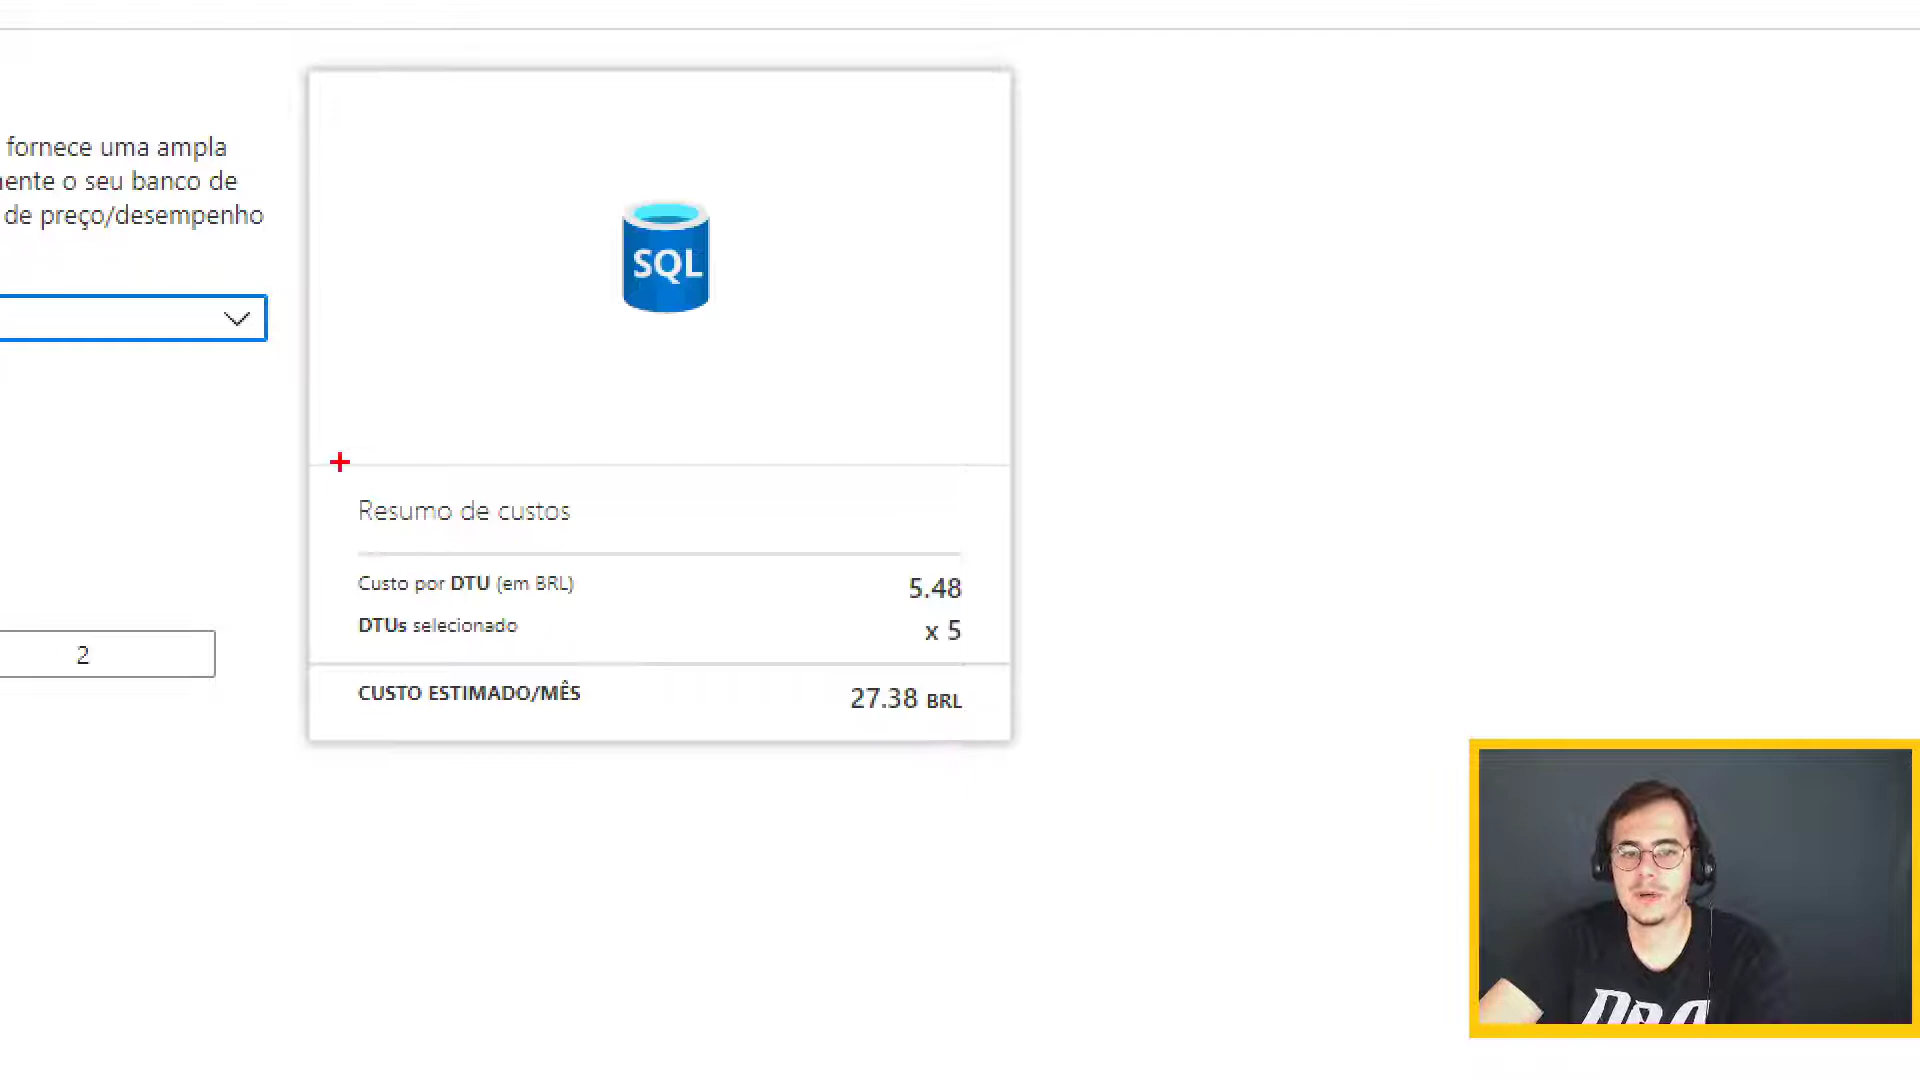 fornece uma ampla
o seu banco de
de preço/desempenho
2
SQL
Resumo de custos
Custo por DTU (em BRL) 5.48
DTUs selecionado x 5
CUSTO ESTIMADO/MÊS 27.38 BRL